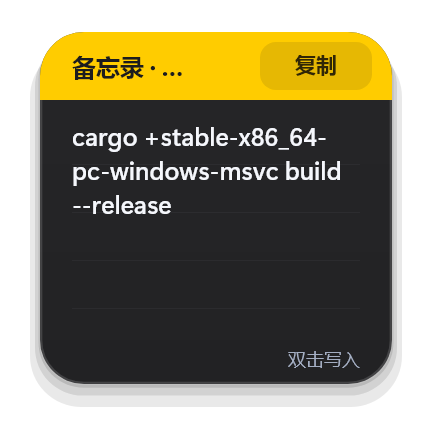 备忘录 · ...
复制
cargo +stable-x86_64-
pc-windows-msvc build
--release
双击写入